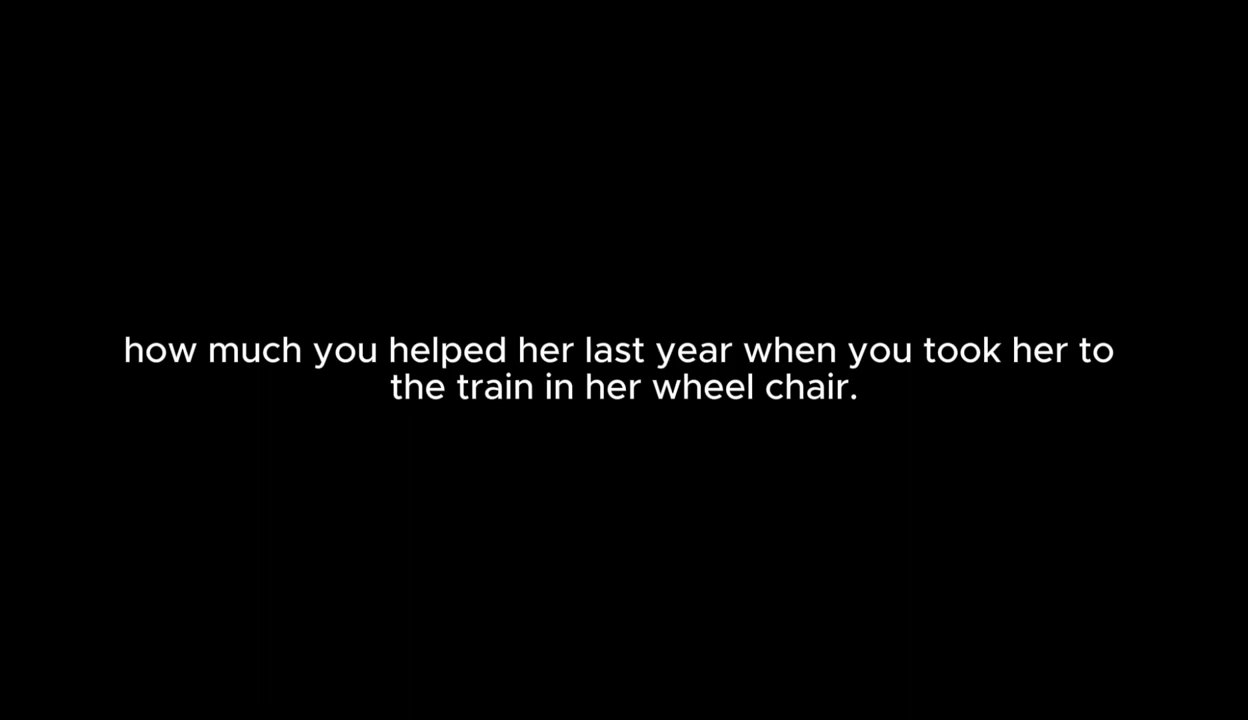 how much you helped her last year when you took her to
the train in her wheel chair.